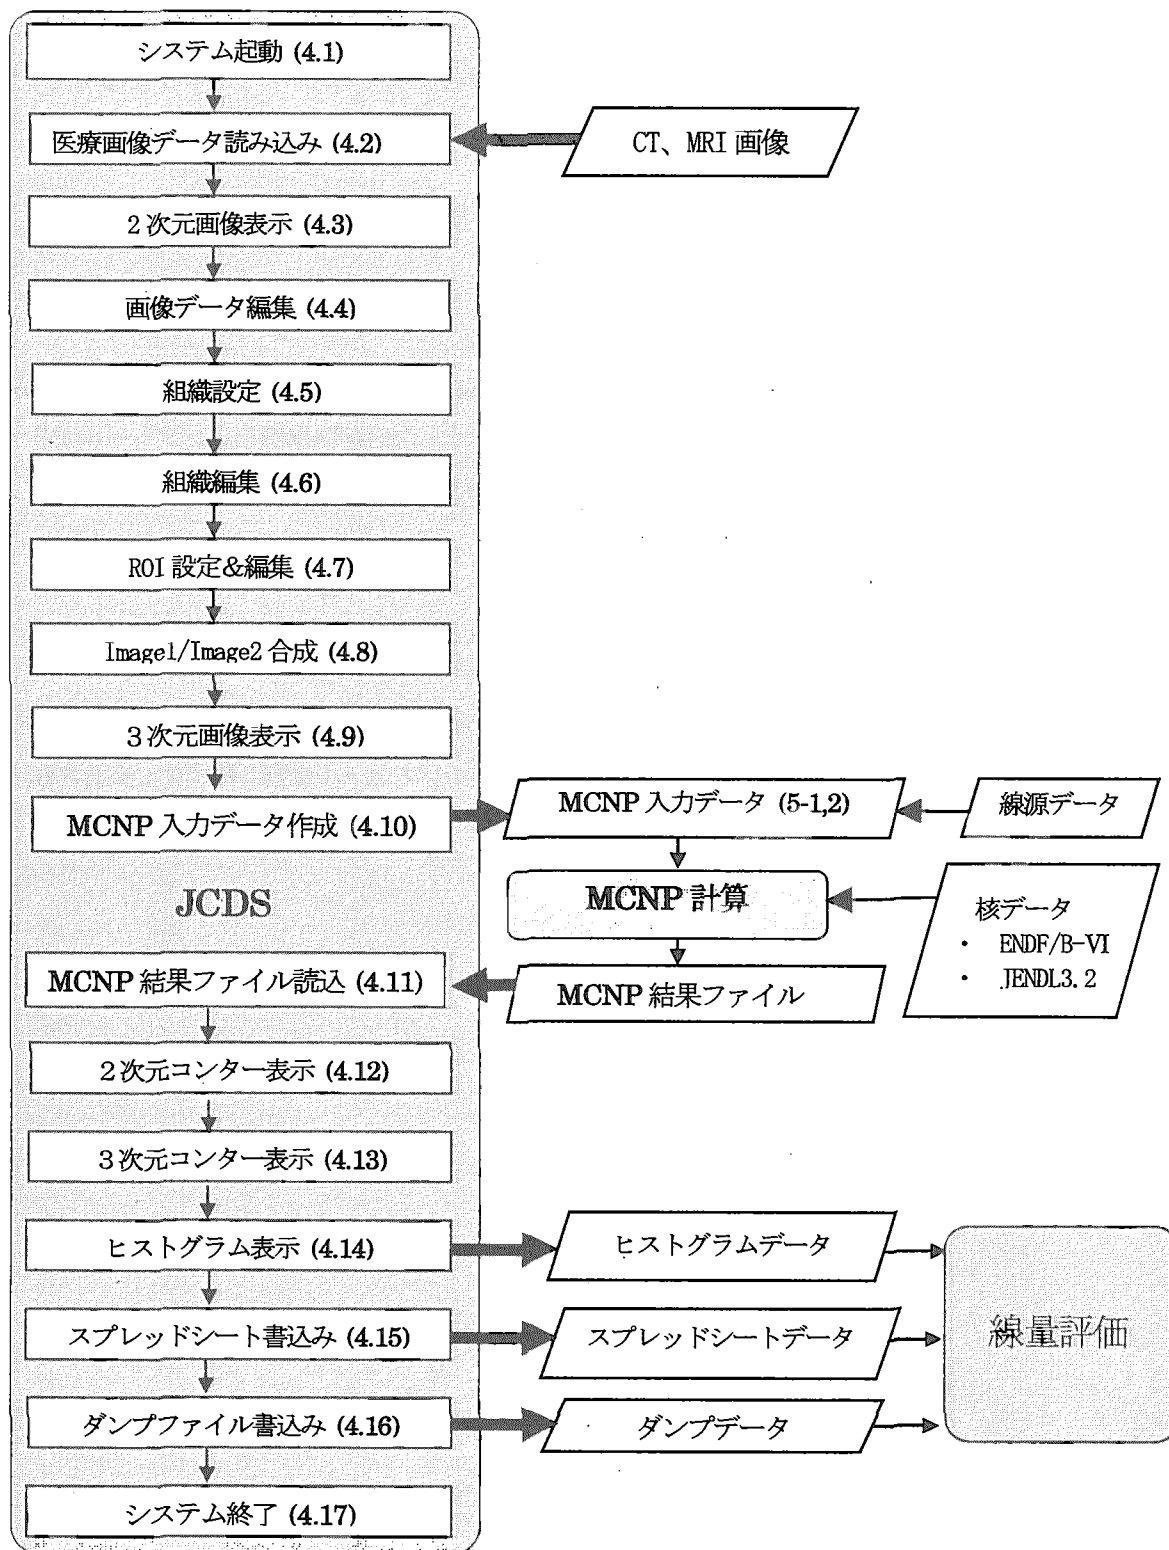 システム起動 (4.1)
医療画像データ読み込み (4.2)
CT、MRI 画像
2 次元画像表示 (4.3)
画像データ編集 (4.4)
組織設定 (4.5)
組織編集 (4.6)
ROI 設定&編集 (4.7)
Image1/Image2 合成 (4.8)
3 次元画像表示 (4.9)
MCNP 入力データ作成 (4.10)
MCNP 入力データ (5-1,2)
線源データ
JCDS
MCNP 計算
核データ
・ ENDF/B-VI
・ JENDL3.2
MCNP 結果ファイル読込 (4.11)
MCNP 結果ファイル
2 次元コンター表示 (4.12)
3 次元コンター表示 (4.13)
ヒストグラム表示 (4.14)
ヒストグラムデータ
スプレッドシート書込み (4.15)
スプレッドシートデータ
線量評価
ダンプファイル書込み (4.16)
ダンプデータ
システム終了 (4.17)